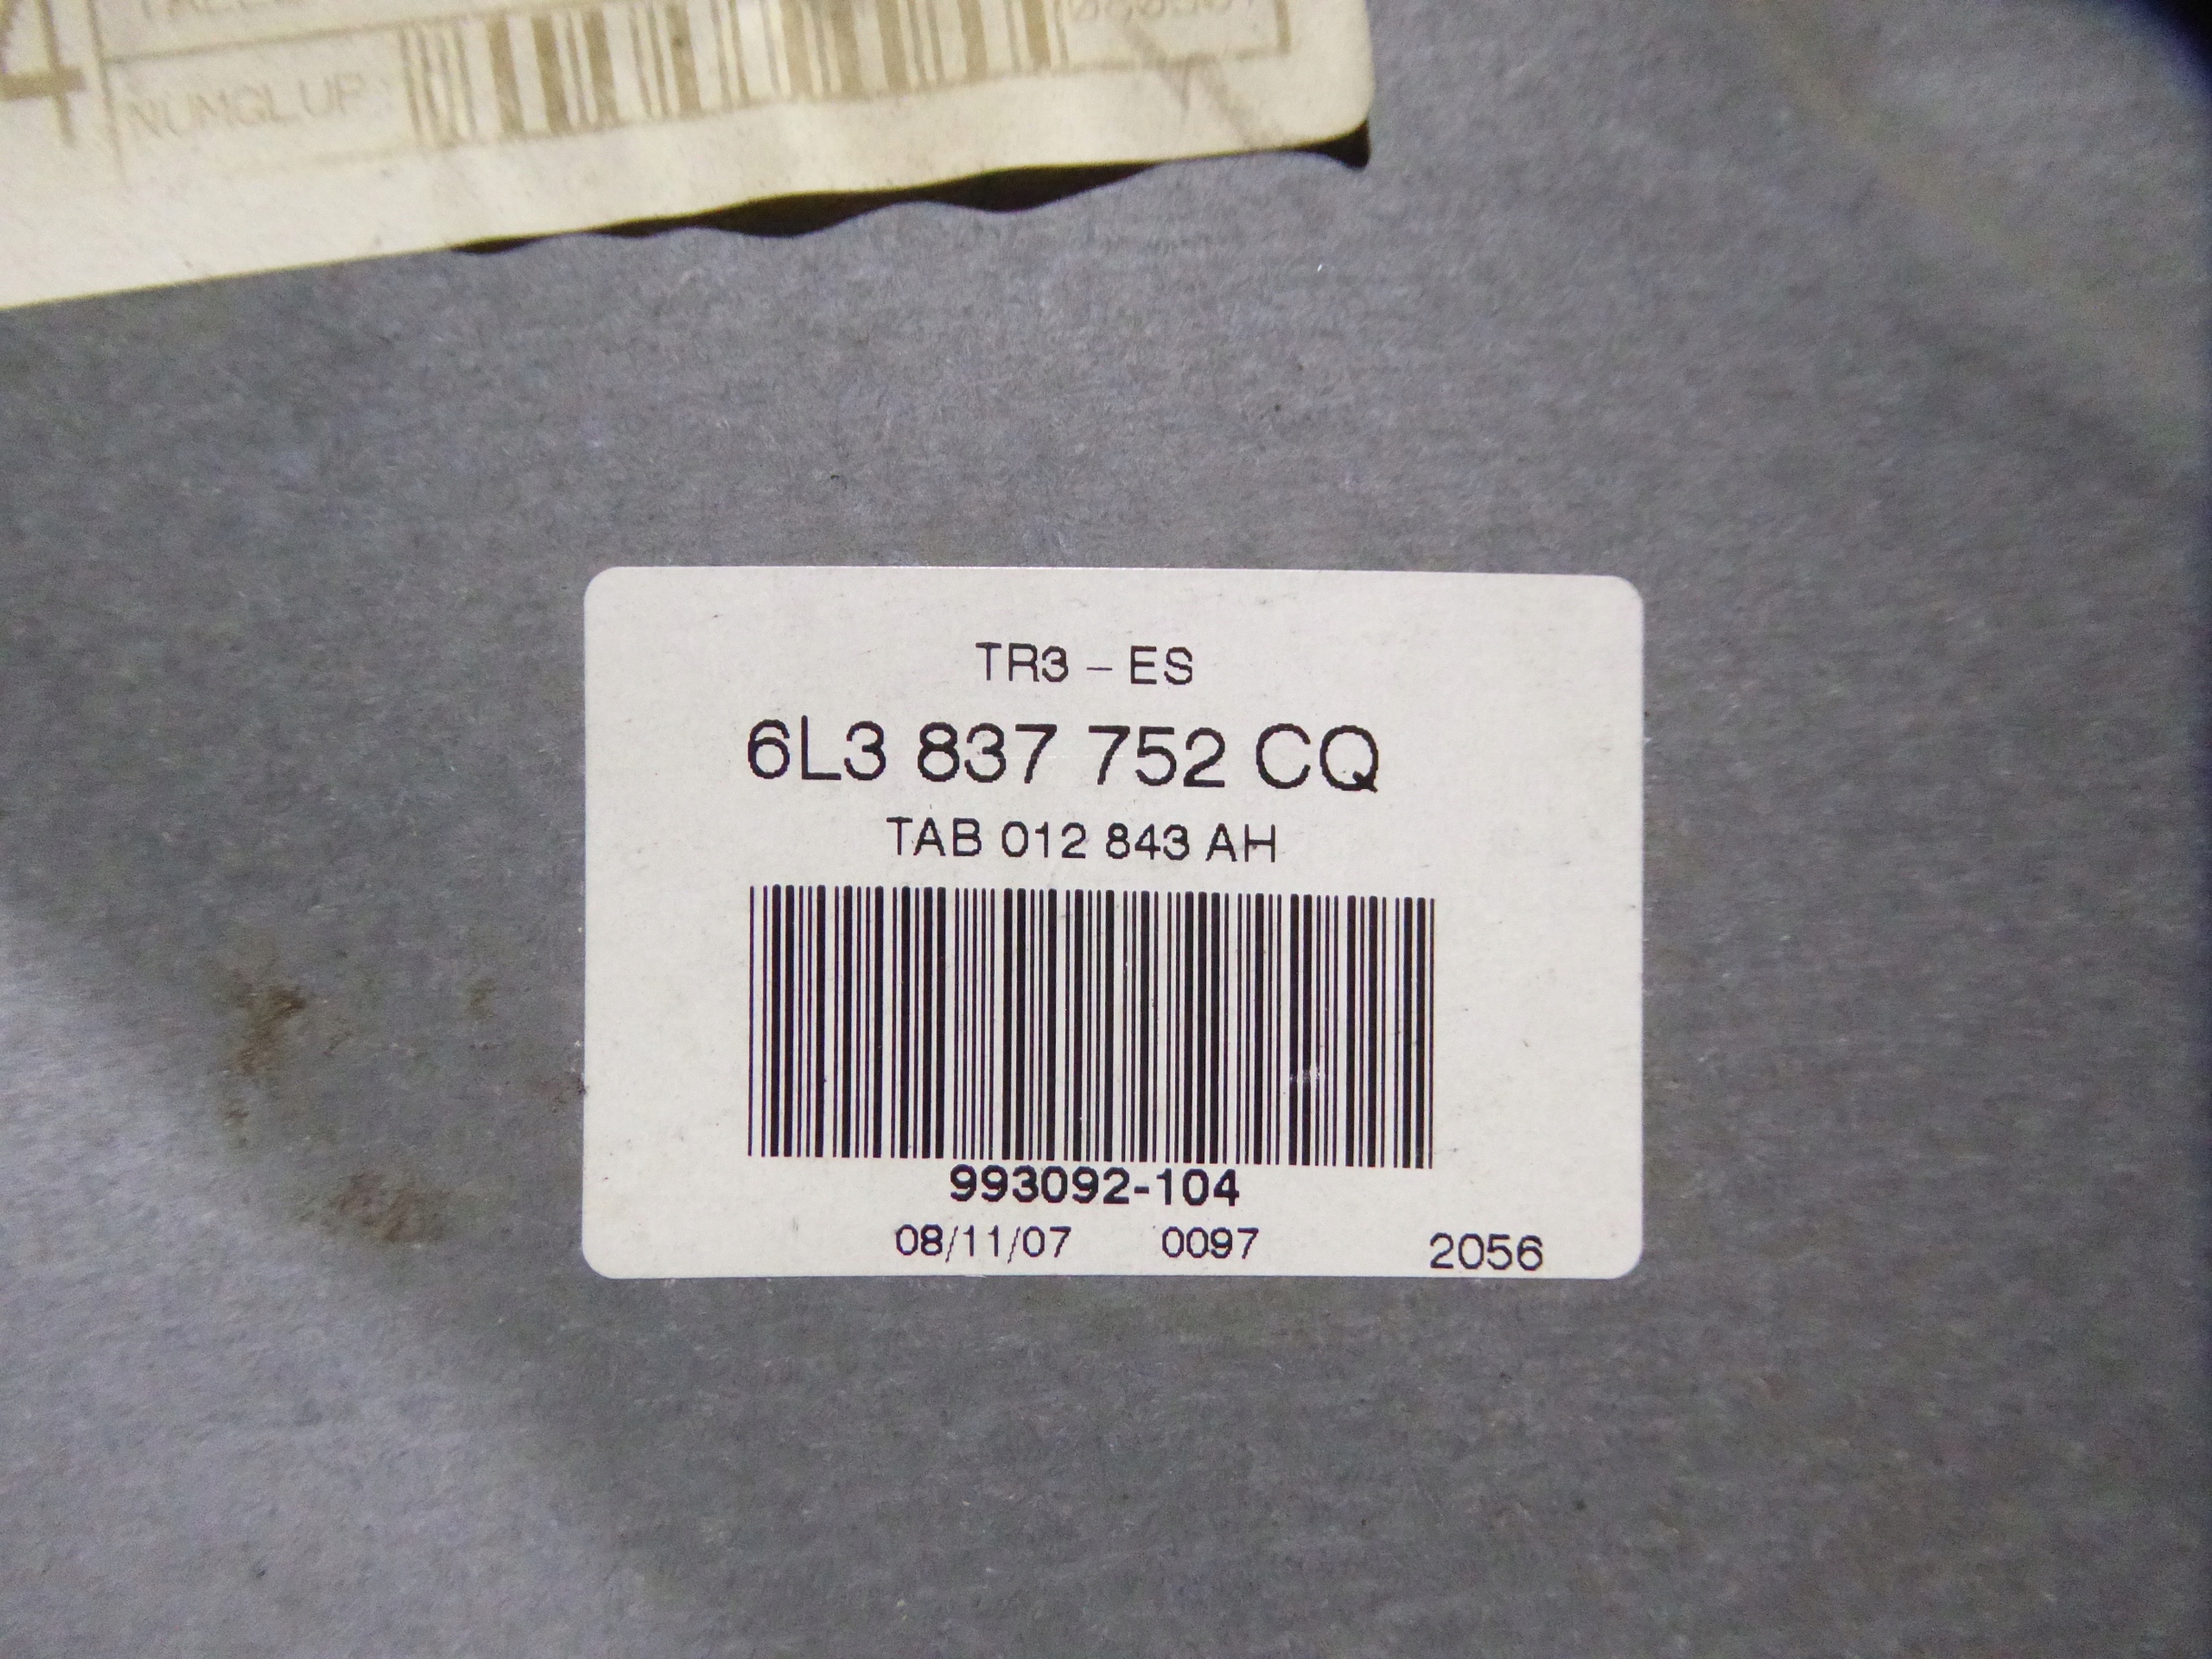 NUMGLUP
TR3 – ES
6L3 837 752 CQ
TAB 012 843 AH
993092-104
08/11/07 0097 2056